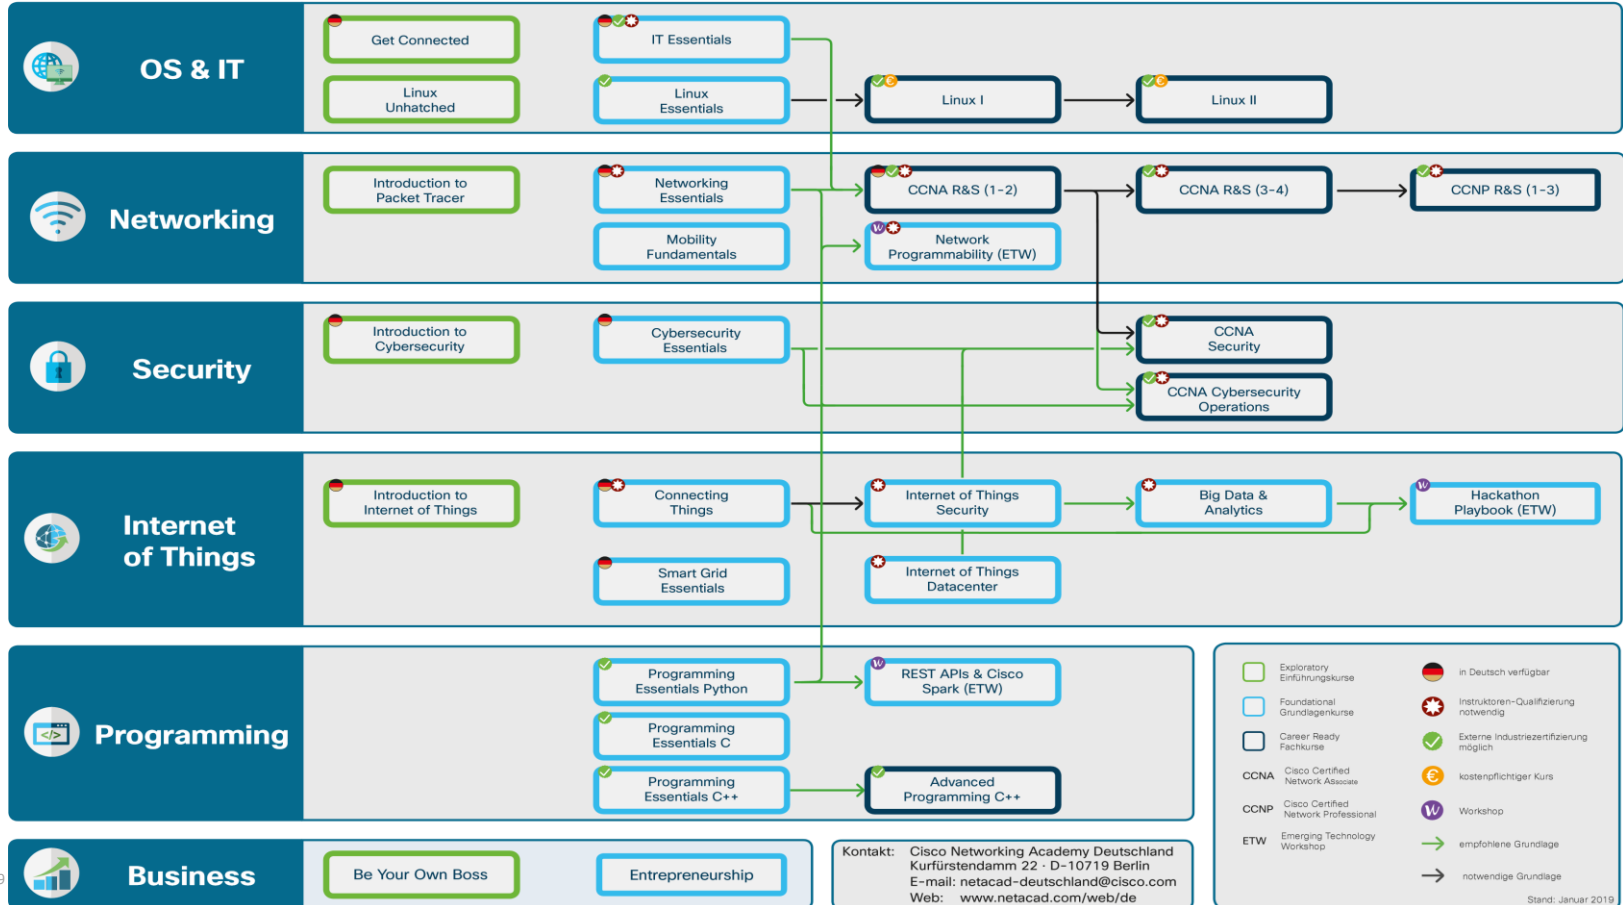 OS & IT
Get Connected
IT Essentials
Linux
Unhatched
Linux
Essentials
Linux I
Linux II
Networking
Introduction to
Packet Tracer
Networking
Essentials
CCNA R&S (1-2)
CCNA R&S (3-4)
CCNP R&S (1-3)
Mobility
Fundamentals
Network
Programmability (ETW)
Security
Introduction to
Cybersecurity
Cybersecurity
Essentials
CCNA
Security
CCNA Cybersecurity
Operations
Internet
of Things
Introduction to
Internet of Things
Connecting
Things
Internet of Things
Security
Big Data &
Analytics
Hackathon
Playbook (ETW)
Smart Grid
Essentials
Internet of Things
Datacenter
Programming
Programming
Essentials Python
REST APIs & Cisco
Spark (ETW)
Programming
Essentials C
Programming
Essentials C++
Advanced
Programming C++
Exploratory
Einführungskurse
Foundational
Grundlagenkurse
Career Ready
Fachkurse
CCNA Cisco Certified
Network Associate
CCNP Cisco Certified
Network Professional
ETW Emerging Technology
Workshop
in Deutsch verfügbar
Instruktoren-Qualifizierung
notwendig
Externe Industriezertifizierung
möglich
€ kostenpflichtiger Kurs
W Workshop
empfohlene Grundlage
notwendige Grundlage
Stand: Januar 2019
9
Business
Be Your Own Boss
Entrepreneurship
Kontakt: Cisco Networking Academy Deutschland
Kurfürstendamm 22 · D-10719 Berlin
E-mail: netacad-deutschland@cisco.com
Web: www.netacad.com/web/de